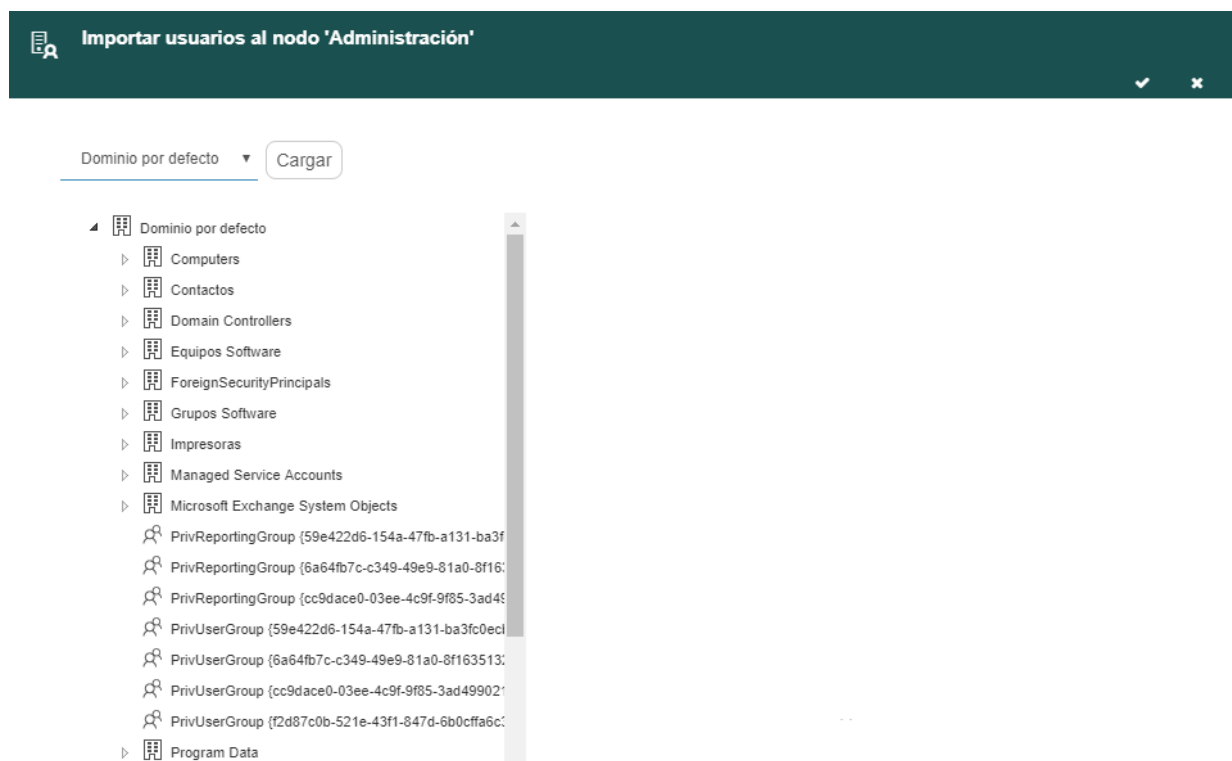 Importar usuarios al nodo 'Administración'
Dominio por defecto
Cargar
Dominio por defecto
Computers
Contactos
Domain Controllers
Equipos Software
ForeignSecurityPrincipals
Grupos Software
Impresoras
Managed Service Accounts
Microsoft Exchange System Objects
PrivReportingGroup {59e422d6-154a-47fb-a131-ba3f
PrivReportingGroup {6a64fb7c-c349-49e9-81a0-8f16
PrivReportingGroup {cc9dace0-03ee-4c9f-9f85-3ad49
PrivUserGroup {59e422d6-154a-47fb-a131-ba3fc0ec
PrivUserGroup {6a64fb7c-c349-49e9-81a0-8f163513
PrivUserGroup {cc9dace0-03ee-4c9f-9f85-3ad49902
PrivUserGroup {f2d87c0b-521e-43f1-847d-6b0cffa6c
Program Data